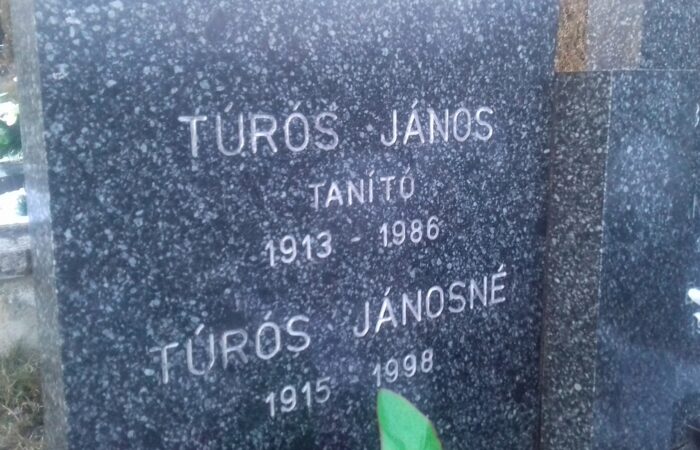 TÚRÓS JÁNOS
TANÍTÓ
1913 - 1986
TÚRÓS JÁNOSNÉ
1915 - 1998